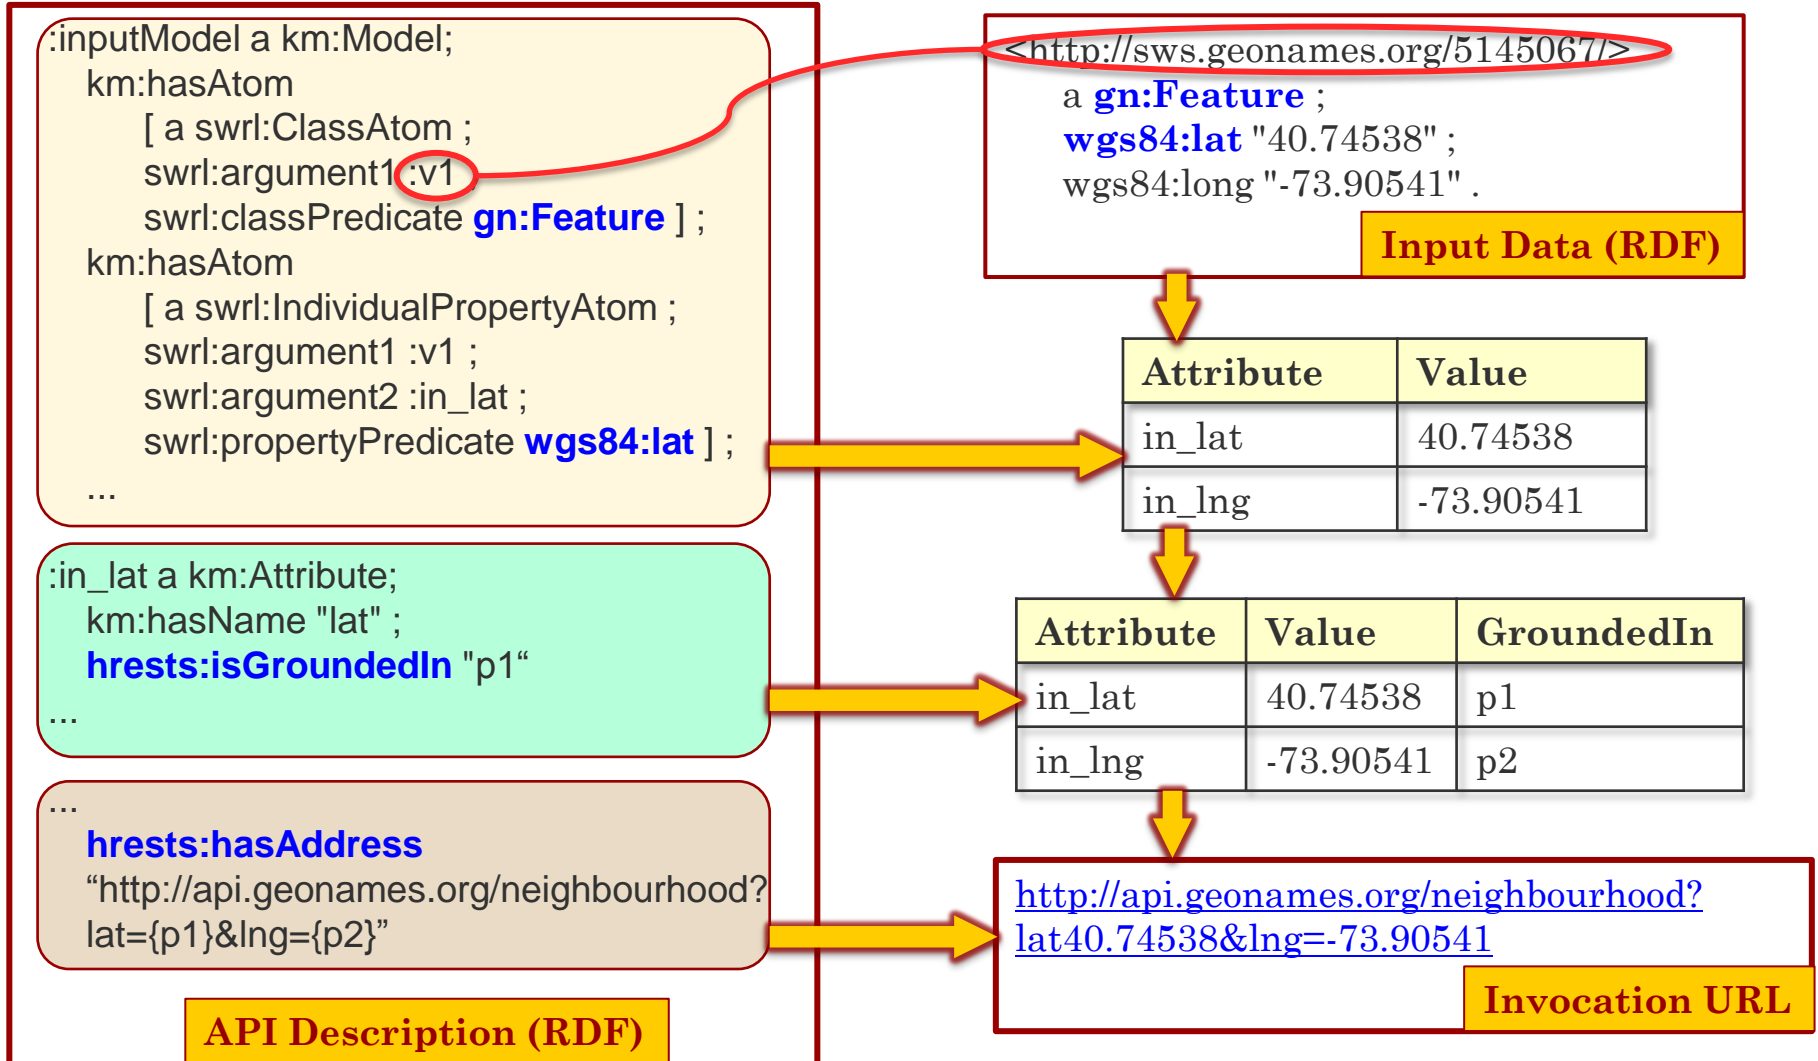 :inputModel a km:Model;
km:hasAtom
[ a swrl:ClassAtom ;
swrl:argument1 :v1 ;
swrl:classPredicate gn:Feature ] ;
km:hasAtom
[ a swrl:IndividualPropertyAtom ;
swrl:argument1 :v1 ;
swrl:argument2 :in_lat ;
swrl:propertyPredicate wgs84:lat ] ;
...
:in_lat a km:Attribute;
km:hasName "lat" ;
hrests:isGroundedIn "p1“
...
...
hrests:hasAddress
“http://api.geonames.org/neighbourhood?
lat={p1}&lng={p2}”
API Description (RDF)
<http://sws.geonames.org/5145067/>
a gn:Feature ;
wgs84:lat "40.74538" ;
wgs84:long "-73.90541" .
Input Data (RDF)
Attribute Value
in_lat 40.74538
in_lng -73.90541
Attribute Value GroundedIn
in_lat 40.74538 p1
in_lng -73.90541 p2
http://api.geonames.org/neighbourhood?
lat40.74538&lng=-73.90541
Invocation URL